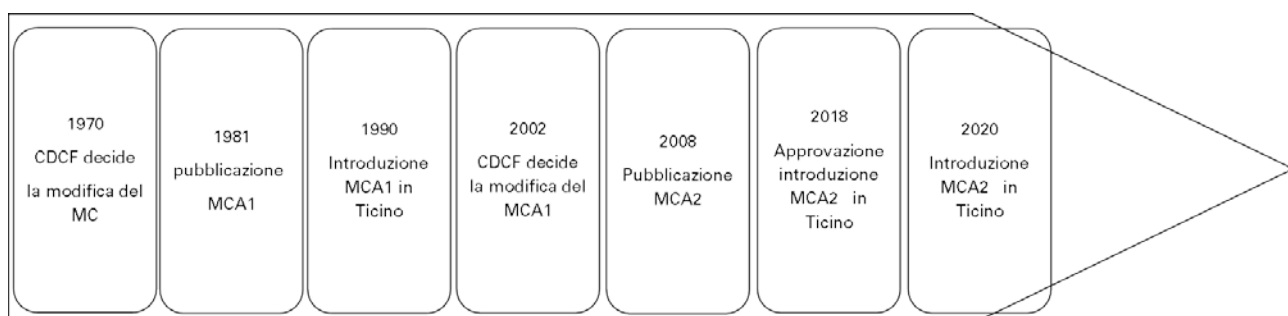 1970
CDCF decide
la modifica del
MC
1981
pubblicazione
MCA1
1990
Introduzione
MCA1 in
Ticino
2002
CDCF decide
la modifica del
MCA1
2008
Pubblicazione
MCA2
2018
Approvazione
introduzione
MCA2 in
Ticino
2020
Introduzione
MCA2 in
Ticino